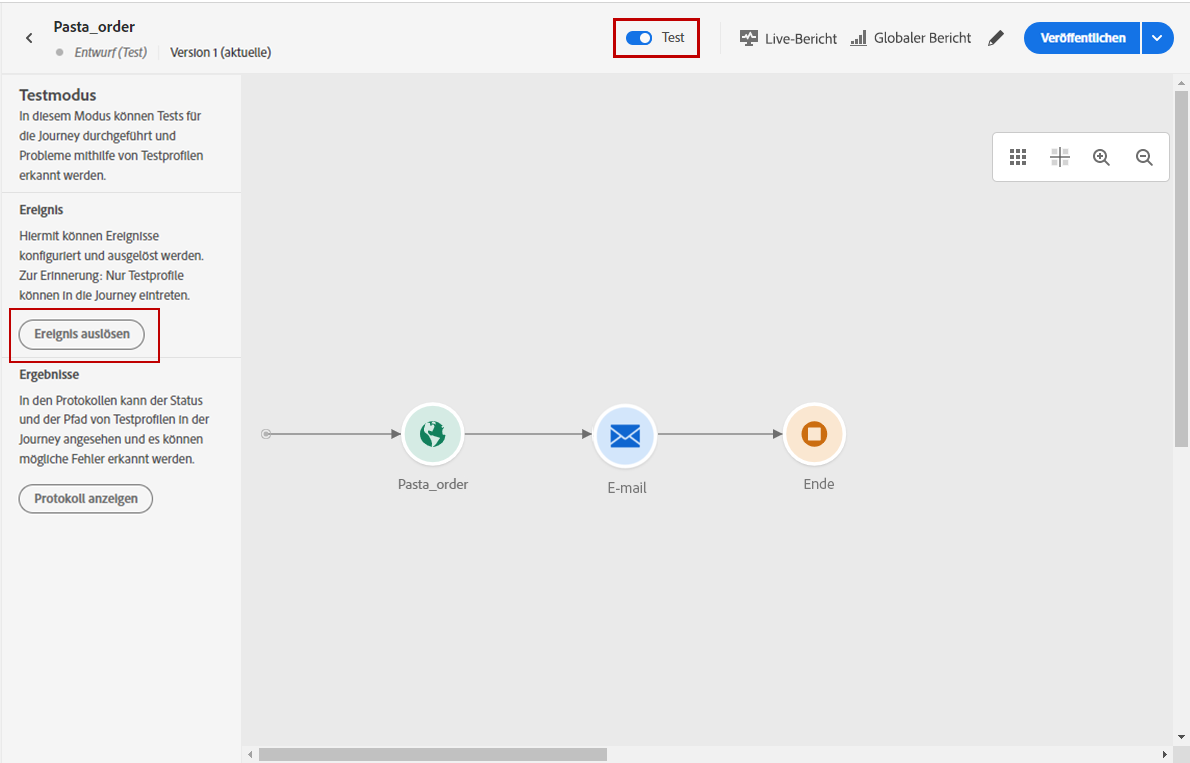 Pasta_order
Entwurf (Test) Version 1 (aktuelle)
Test
Live-Bericht
Globaler Bericht
Veröffentlichen
Testmodus
In diesem Modus können Tests für
die Journey durchgeführt und
Probleme mithilfe von Testprofilen
erkannt werden.
Ereignis
Hiermit können Ereignisse
konfiguriert und ausgelöst werden.
Zur Erinnerung: Nur Testprofile
können in die Journey eintreten.
Ereignis auslösen
Ergebnisse
In den Protokollen kann der Status
und der Pfad von Testprofilen in der
Journey angesehen und es können
mögliche Fehler erkannt werden.
Protokoll anzeigen
Pasta_order
E-mail
Ende